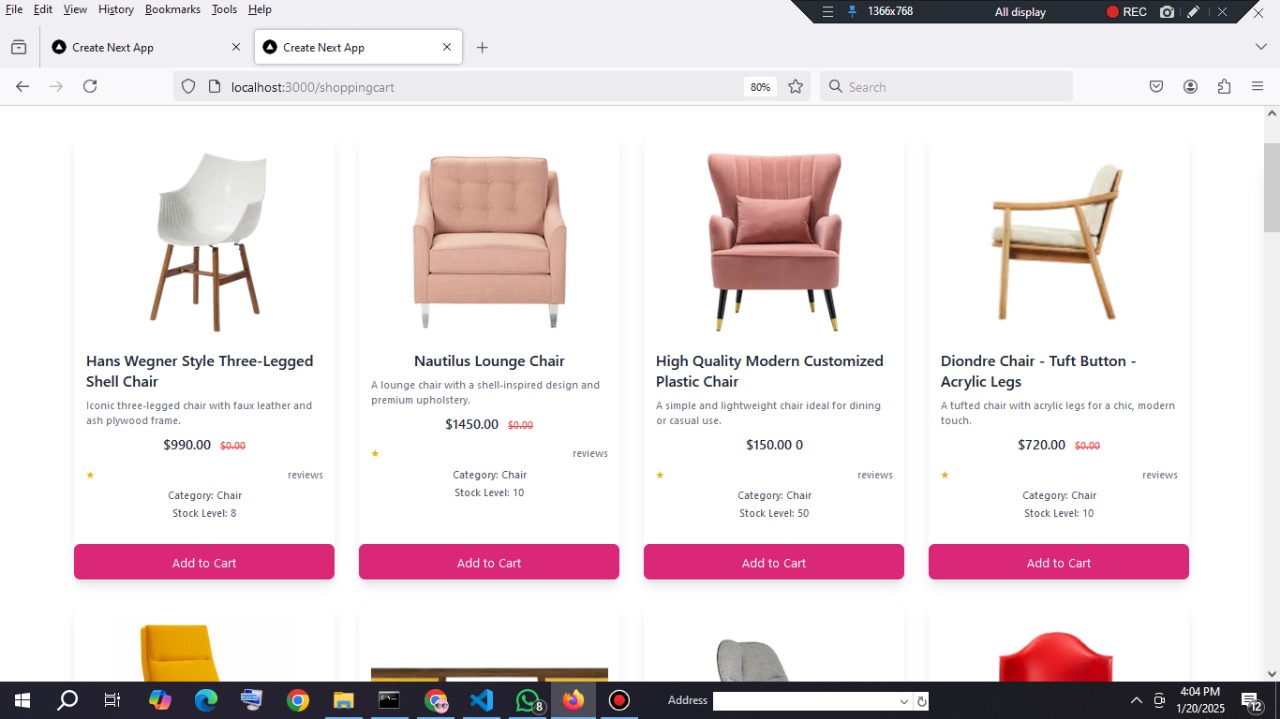 File Edit View History Bookmarks Tools Help
1366x768 All display REC
Create Next App
Create Next App
localhost:3000/shoppingcart
80%
Search
Hans Wegner Style Three-Legged
Shell Chair
Iconic three-legged chair with faux leather and
ash plywood frame.
$990.00 $0.00
★ reviews
Category: Chair
Stock Level: 8
Add to Cart
Nautilus Lounge Chair
A lounge chair with a shell-inspired design and
premium upholstery.
$1450.00 $0.00
★ reviews
Category: Chair
Stock Level: 10
Add to Cart
High Quality Modern Customized
Plastic Chair
A simple and lightweight chair ideal for dining
or casual use.
$150.00 0
★ reviews
Category: Chair
Stock Level: 50
Add to Cart
Diondre Chair - Tuft Button -
Acrylic Legs
A tufted chair with acrylic legs for a chic, modern
touch.
$720.00 $0.00
★ reviews
Category: Chair
Stock Level: 10
Add to Cart
8
Address
4:04 PM
1/20/2025
12